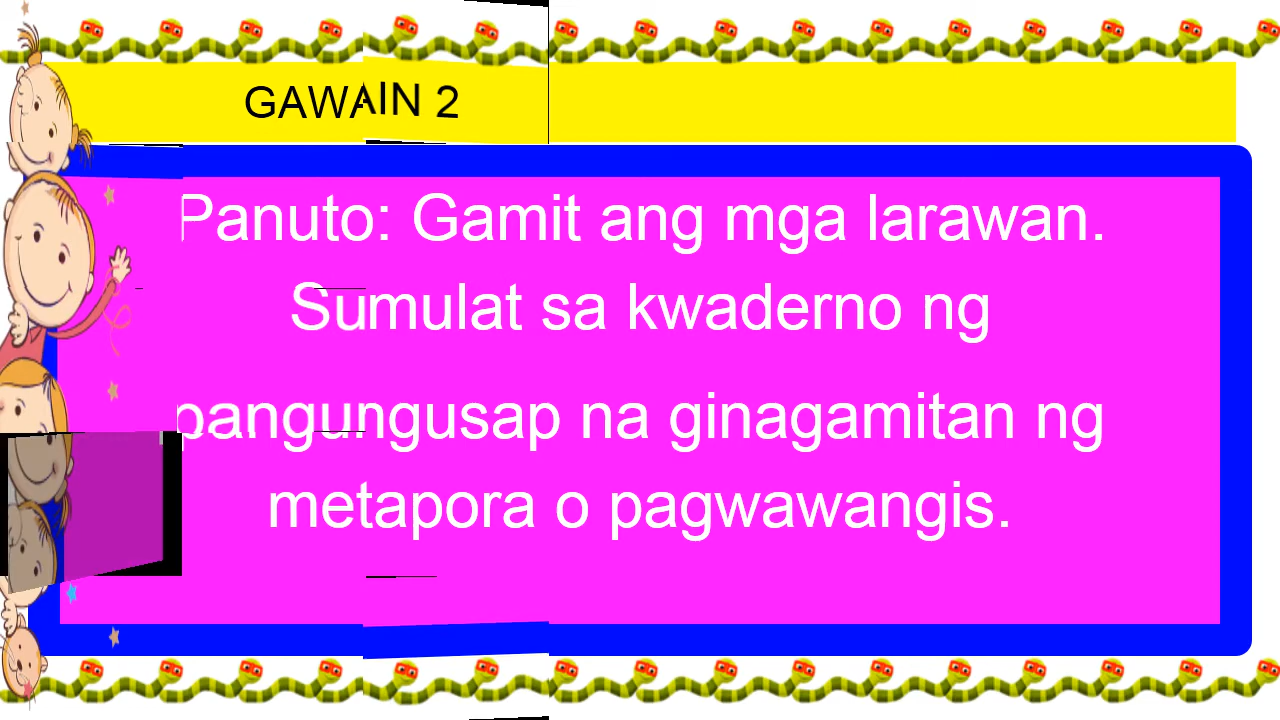 GAWAIN 2
Panuto: Gamit ang mga larawan.
Sumulat sa kwaderno ng
pangungusap na ginagamitan ng
metapora o pagwawangis.